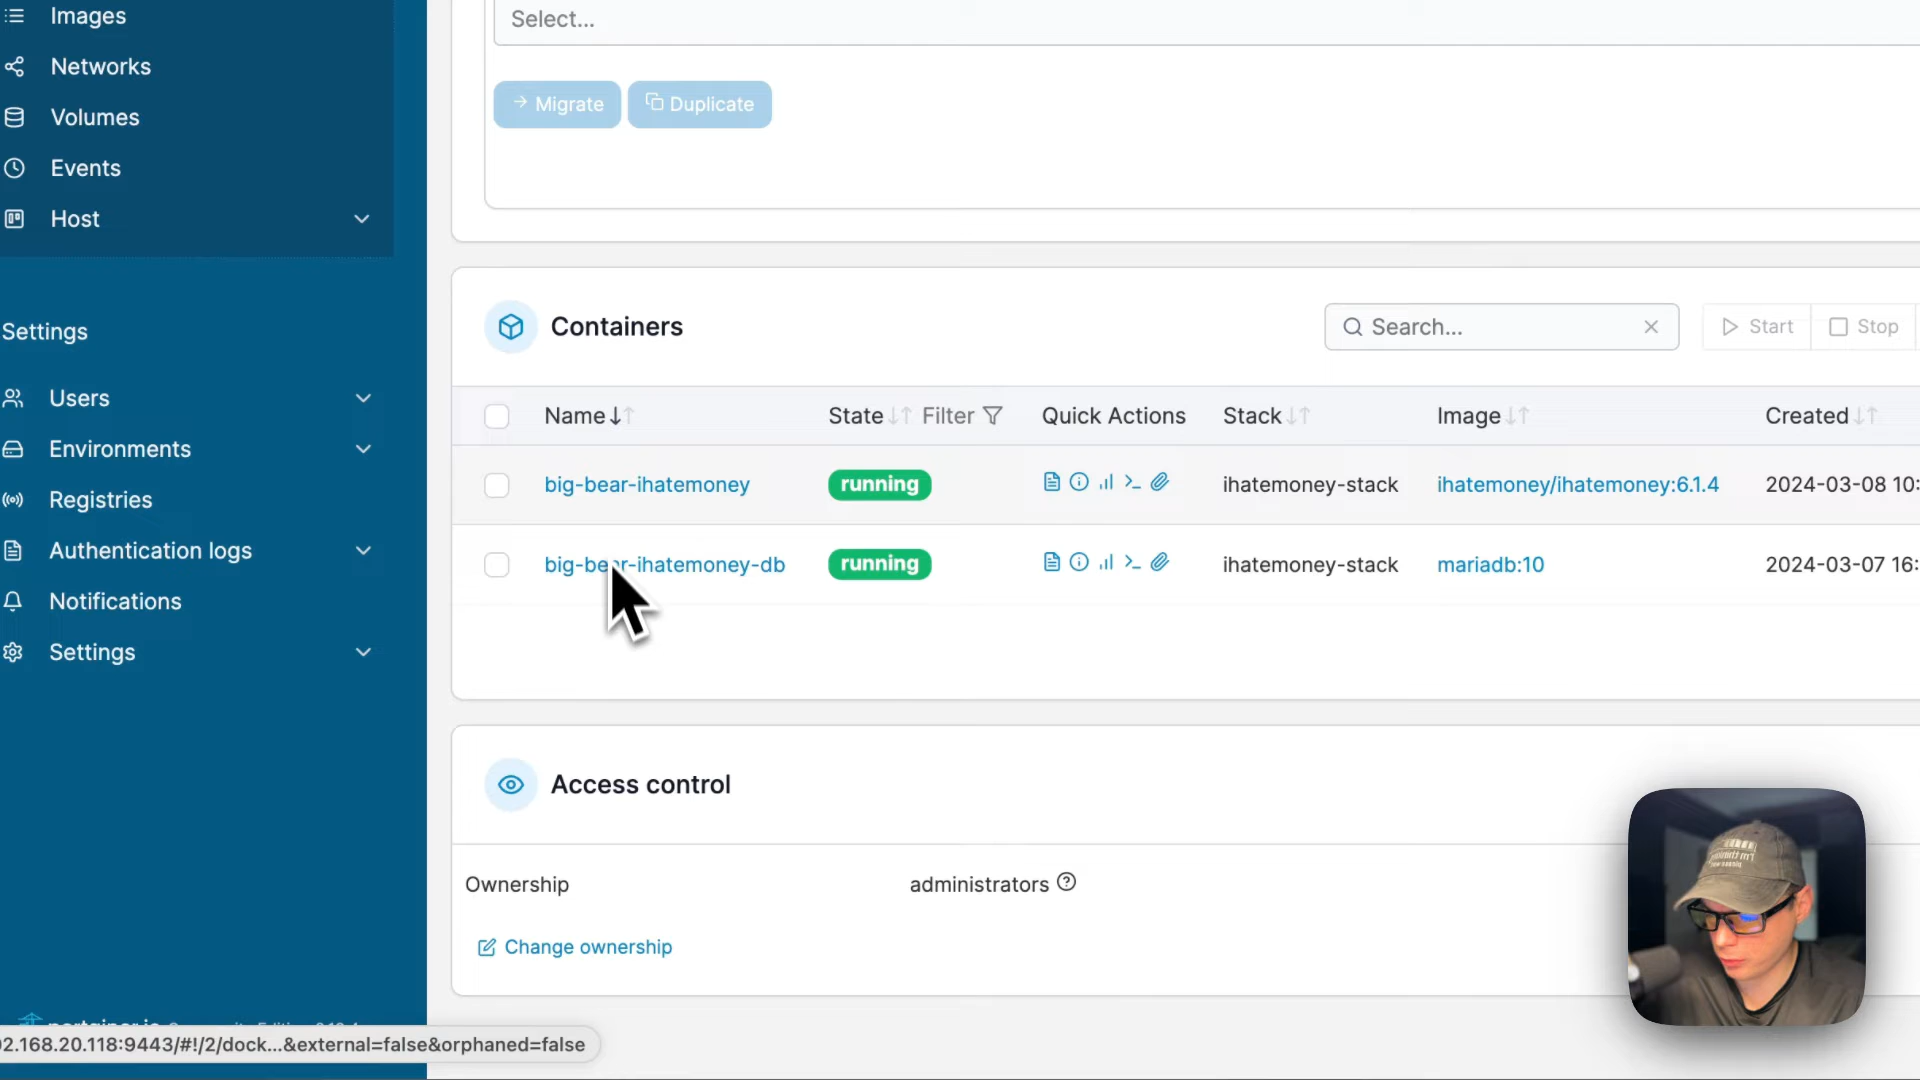 Images
Networks
Volumes
Events
Host
Settings
Users
Environments
Registries
Authentication logs
Notifications
Settings
Select...
Migrate
Duplicate
Containers
Search...
Start
Stop
Name
State
Filter
Quick Actions
Stack
Image
Created
big-bear-ihatemoney
running
ihatemoney-stack
ihatemoney/ihatemoney:6.1.4
2024-03-08 10:
big-bear-ihatemoney-db
running
ihatemoney-stack
mariadb:10
2024-03-07 16:
Access control
Ownership
administrators
Change ownership
2.168.20.118:9443/#!/2/dock...&external=false&orphaned=false